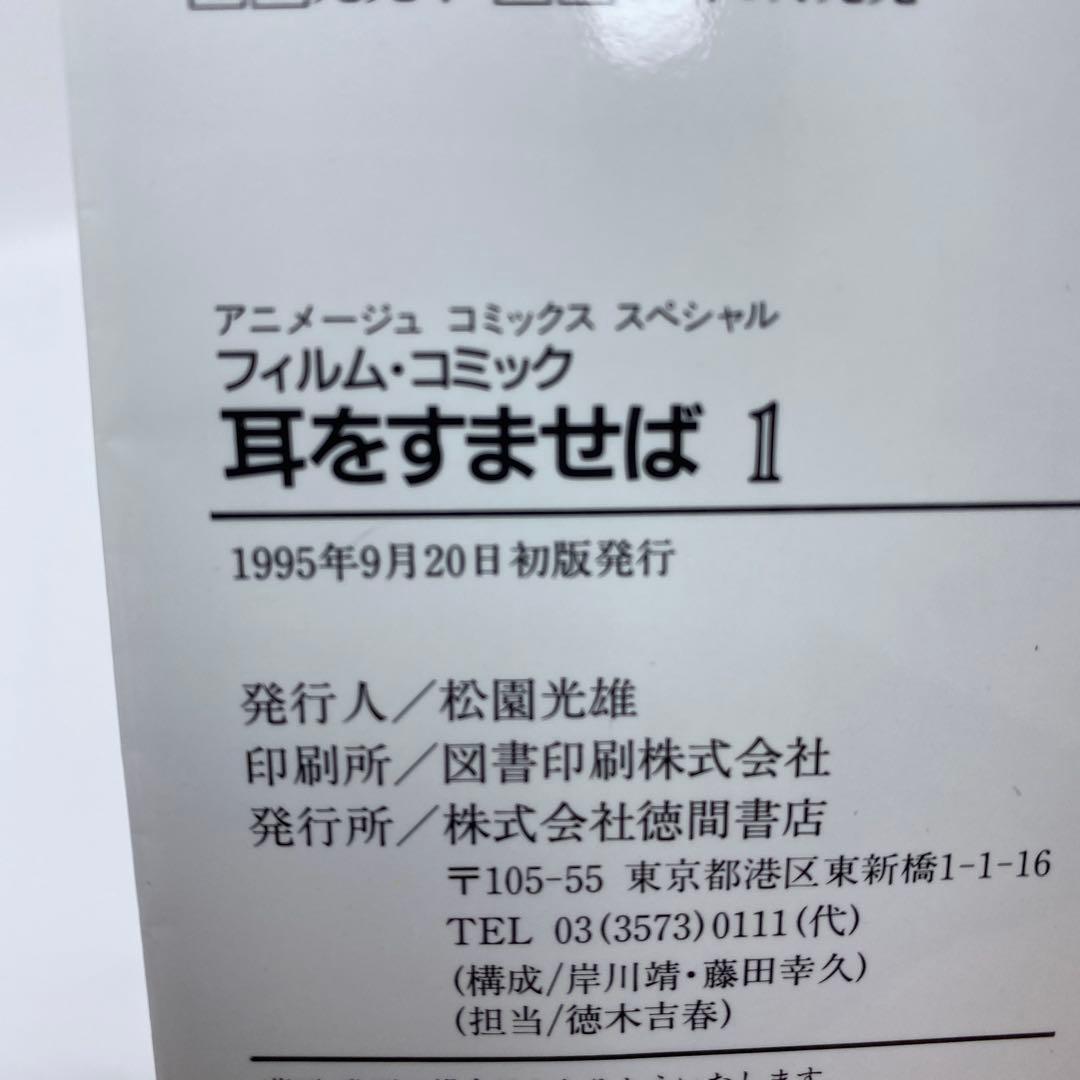 アニメージュ コミックス スペシャル
フィルム・コミック
耳をすませば 1
1995年9月20日初版発行
発行人／松園光雄
印刷所／図書印刷株式会社
発行所／株式会社徳間書店
〒105-55 東京都港区東新橋1-1-16
TEL 03(3573)0111(代)
(構成/岸川靖・藤田幸久)
(担当/徳木吉春)